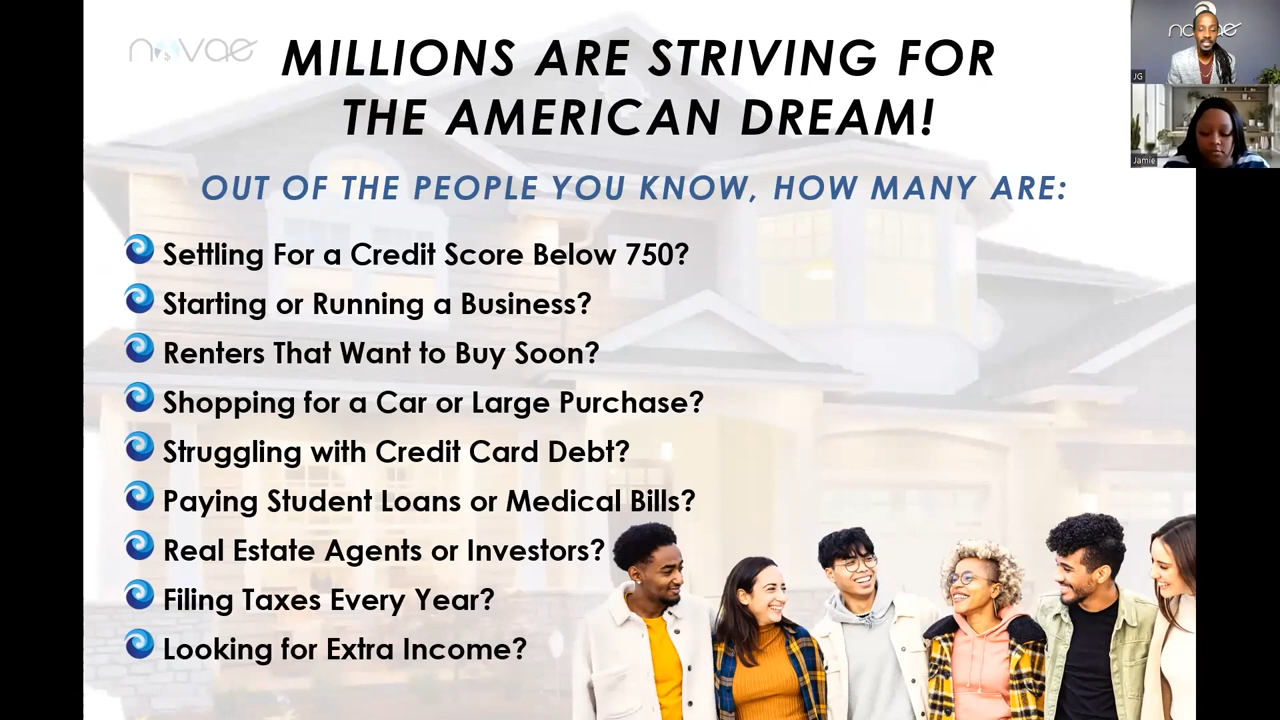 novae
MILLIONS ARE STRIVING FOR
THE AMERICAN DREAM!
OUT OF THE PEOPLE YOU KNOW, HOW MANY ARE:
Settling For a Credit Score Below 750?
Starting or Running a Business?
Renters That Want to Buy Soon?
Shopping for a Car or Large Purchase?
Struggling with Credit Card Debt?
Paying Student Loans or Medical Bills?
Real Estate Agents or Investors?
Filing Taxes Every Year?
Looking for Extra Income?
JG
Jamie